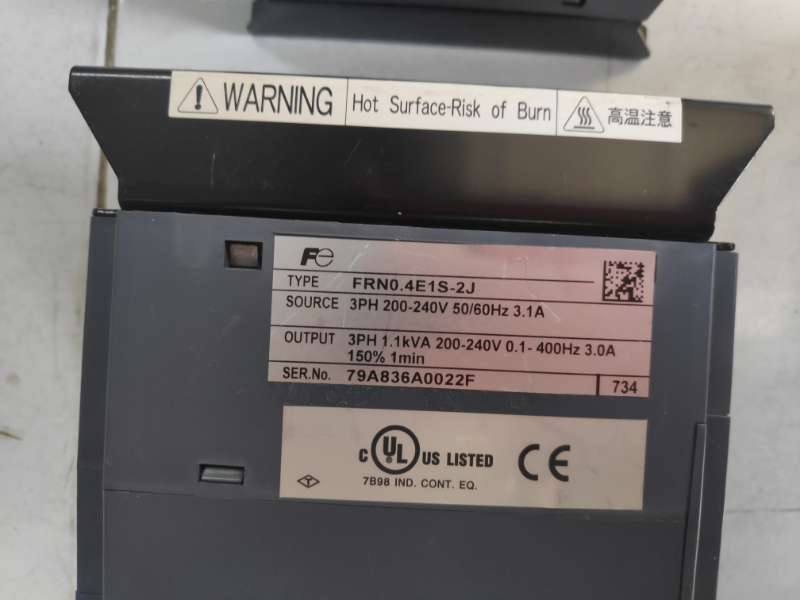 WARNING Hot Surface-Risk of Burn 高温注意
Fe
TYPE FRN0.4E1S-2J
SOURCE 3PH 200-240V 50/60Hz 3.1A
OUTPUT 3PH 1.1kVA 200-240V 0.1-400Hz 3.0A
150% 1min
SER.No. 79A836A0022F 734
C UL US LISTED CE
7B98 IND. CONT. EQ.
T